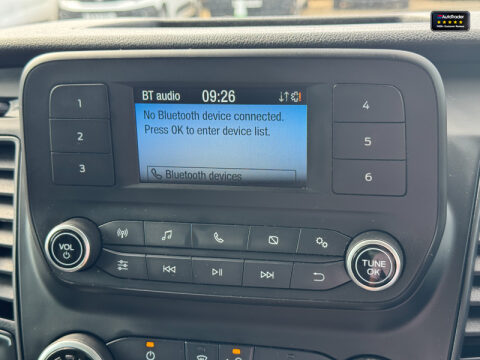 AutoTrader
BT audio 09:26
No Bluetooth device connected.
Press OK to enter device list.
Bluetooth devices
1
2
3
4
5
6
VOL
TUNE
OK